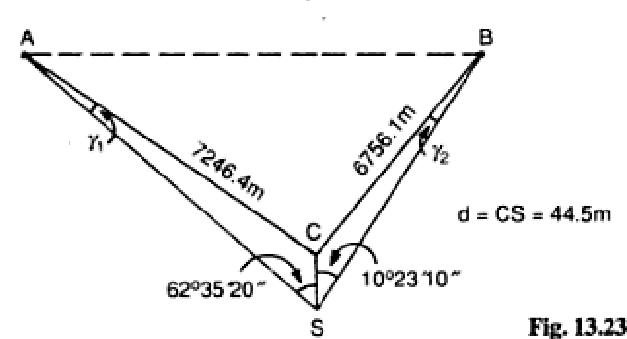 A
B
γ₁
7246.4m
6756.1m
γ₂
d = CS = 44.5m
C
62°35′20″
10°23′10″
S
Fig. 13.23